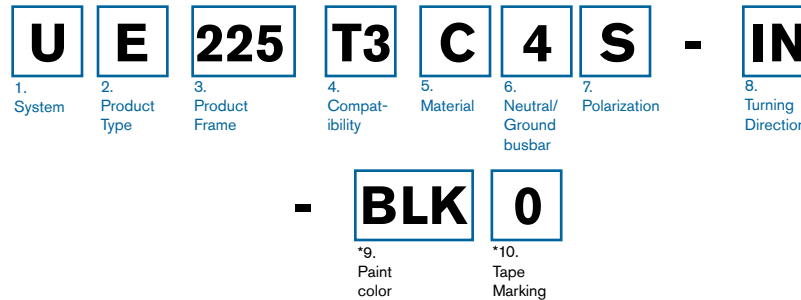 U E 225 T3 C 4 S - IN
1. 2. 3. 4. 5. 6. 7. 8.
System Product Product Compat- Material Neutral/ Polarization Turning
Type Frame ibility Ground Direction
busbar
- BLK 0
*9. *10.
Paint Tape
color Marking